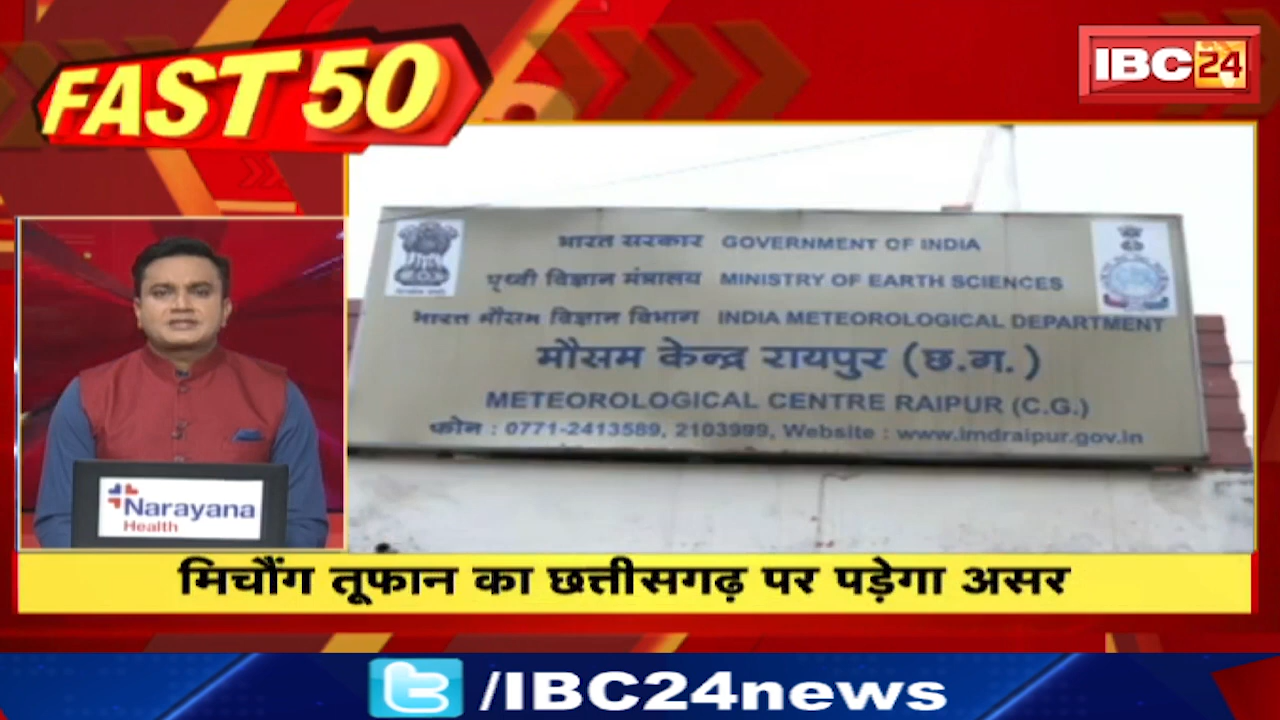 FAST 50
IBC24
भारत सरकार GOVERNMENT OF INDIA
पृथ्वी विज्ञान मंत्रालय MINISTRY OF EARTH SCIENCES
भारत मौसम विज्ञान विभाग INDIA METEOROLOGICAL DEPARTMENT
मौसम केन्द्र रायपुर (छ.ग.)
METEOROLOGICAL CENTRE RAIPUR (C.G.)
फोन : 0771-2413589, 2103999, Website : www.imdraipur.gov.in
Narayana
Health
मिचौंग तूफान का छत्तीसगढ़ पर पड़ेगा असर
/IBC24news